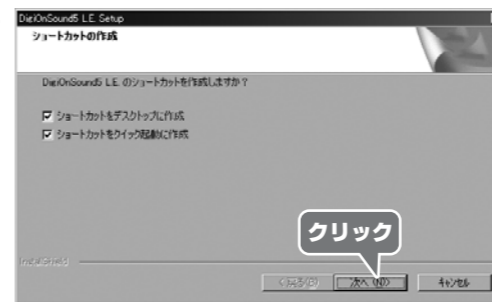 DigiOnSound5 L.E. Setup
ショートカットの作成
DigiOnSound5 L.E. のショートカットを作成しますか？
ショートカットをデスクトップに作成
ショートカットをクイック起動に作成
クリック
InstallShield
< 戻る(B)
次へ (N)>
キャンセル